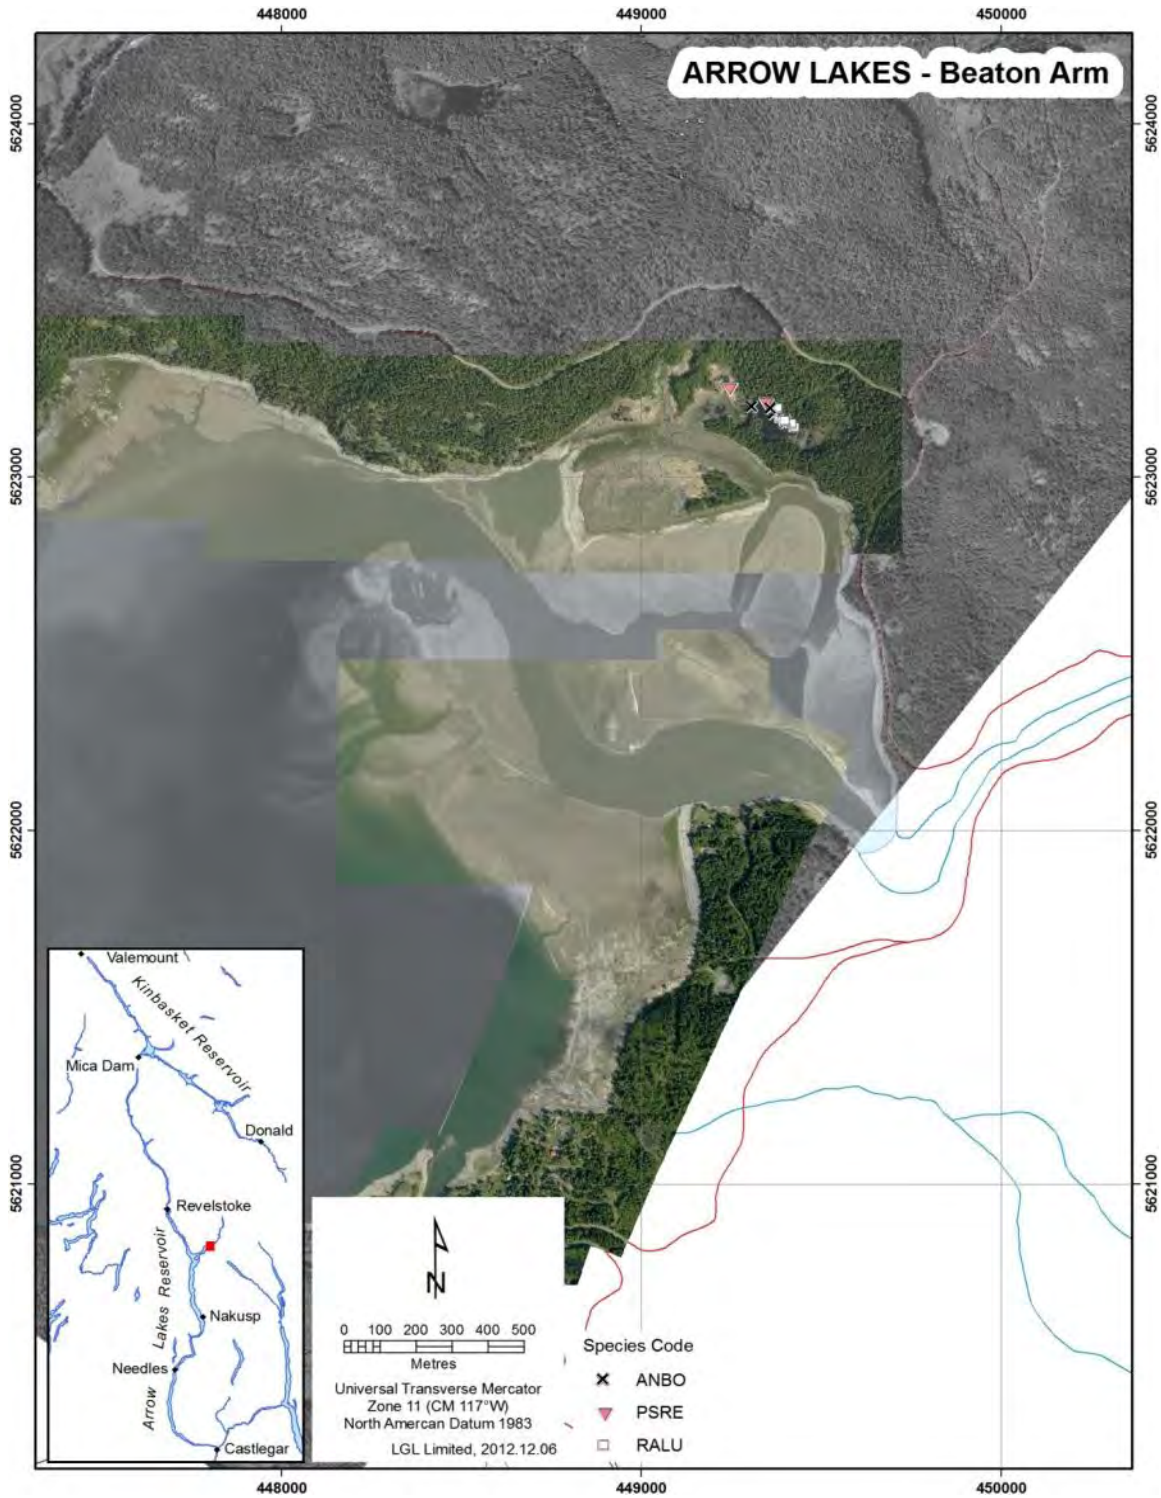 448000
449000
450000
ARROW LAKES - Beaton Arm
5624000
5624000
5623000
5623000
5622000
5622000
5621000
5621000
Valemount
Kinbasket Reservoir
Mica Dam
Donald
Revelstoke
Arrow Lakes Reservoir
Nakusp
Needles
Castlegar
N
0 100 200 300 400 500
Metres
Universal Transverse Mercator
Zone 11 (CM 117°W)
North Amercan Datum 1983
LGL Limited, 2012.12.06
Species Code
ANBO
PSRE
RALU
448000
449000
450000